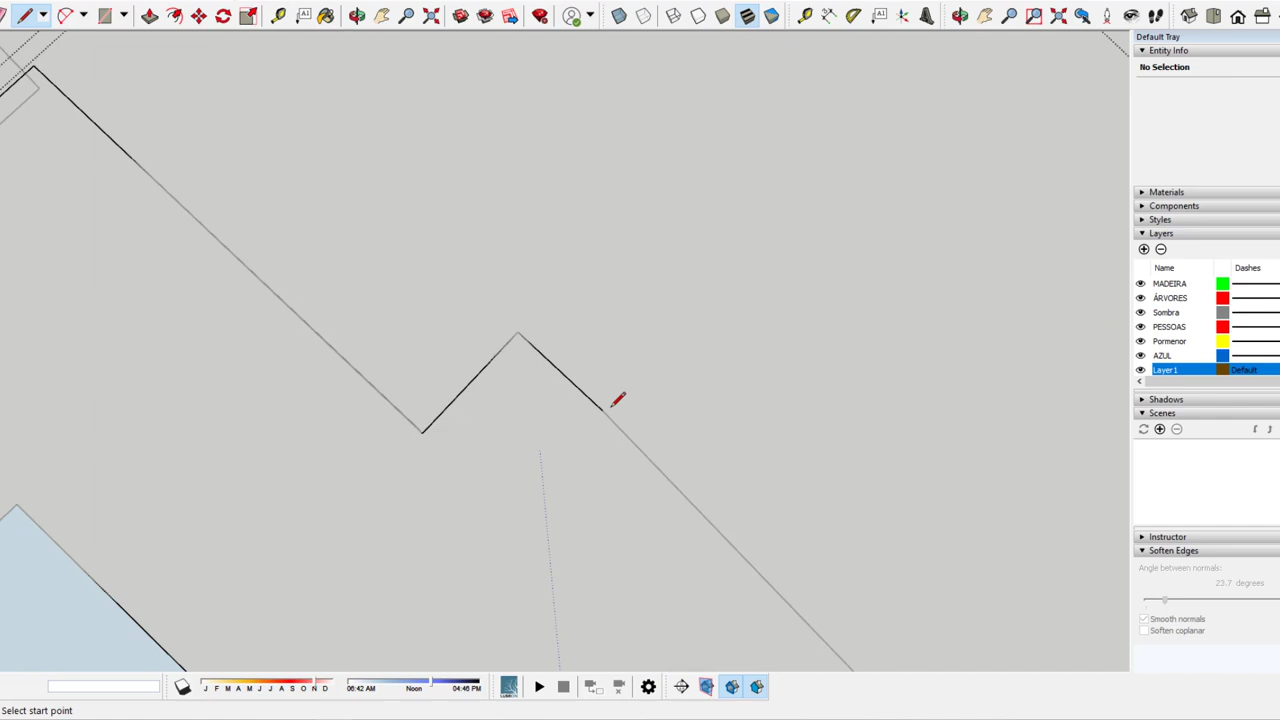 Default Tray
Entity Info
No Selection
Materials
Components
Styles
Layers
Name Dashes
MADEIRA
ÁRVORES
Sombra
PESSOAS
Pormenor
AZUL
Layer1 Default
Shadows
Scenes
Instructor
Soften Edges
Angle between normals:
23.7 degrees
Smooth normals
Soften coplanar
J F M A M J J A S O N D 06:42 AM Noon 04:46 PM
Select start point